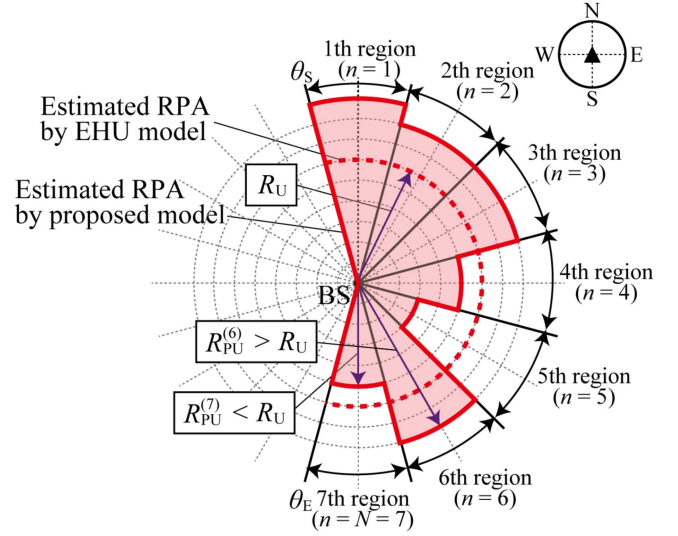 N
W E
S
1th region
(n = 1)
2th region
(n = 2)
θS
Estimated RPA
by EHU model
3th region
(n = 3)
RU
Estimated RPA
by proposed model
4th region
(n = 4)
BS
R(6)PU > RU
5th region
(n = 5)
R(7)PU < RU
6th region
(n = 6)
θE
7th region
(n = N = 7)